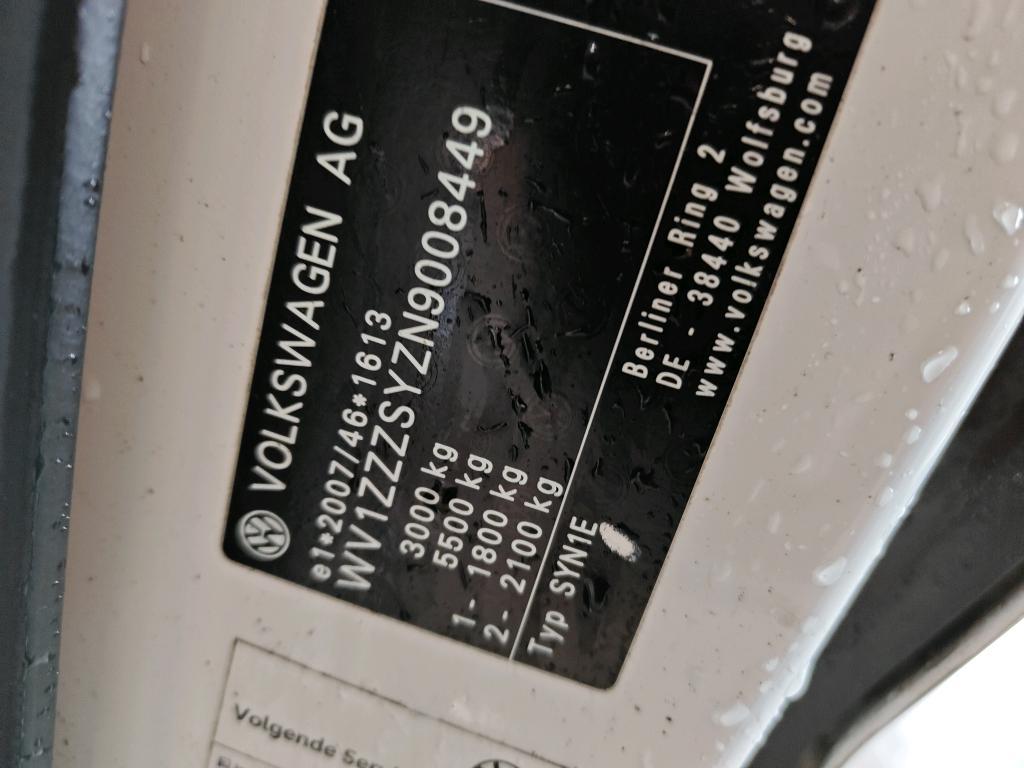 VOLKSWAGEN AG
e1*2007/46*1613
WV1ZZZSYZN9008449
3000 kg
5500 kg
1- 1800 kg
2- 2100 kg
Typ SYN1E
Berliner Ring 2
DE - 38440 Wolfsburg
www.volkswagen.com
Volgende